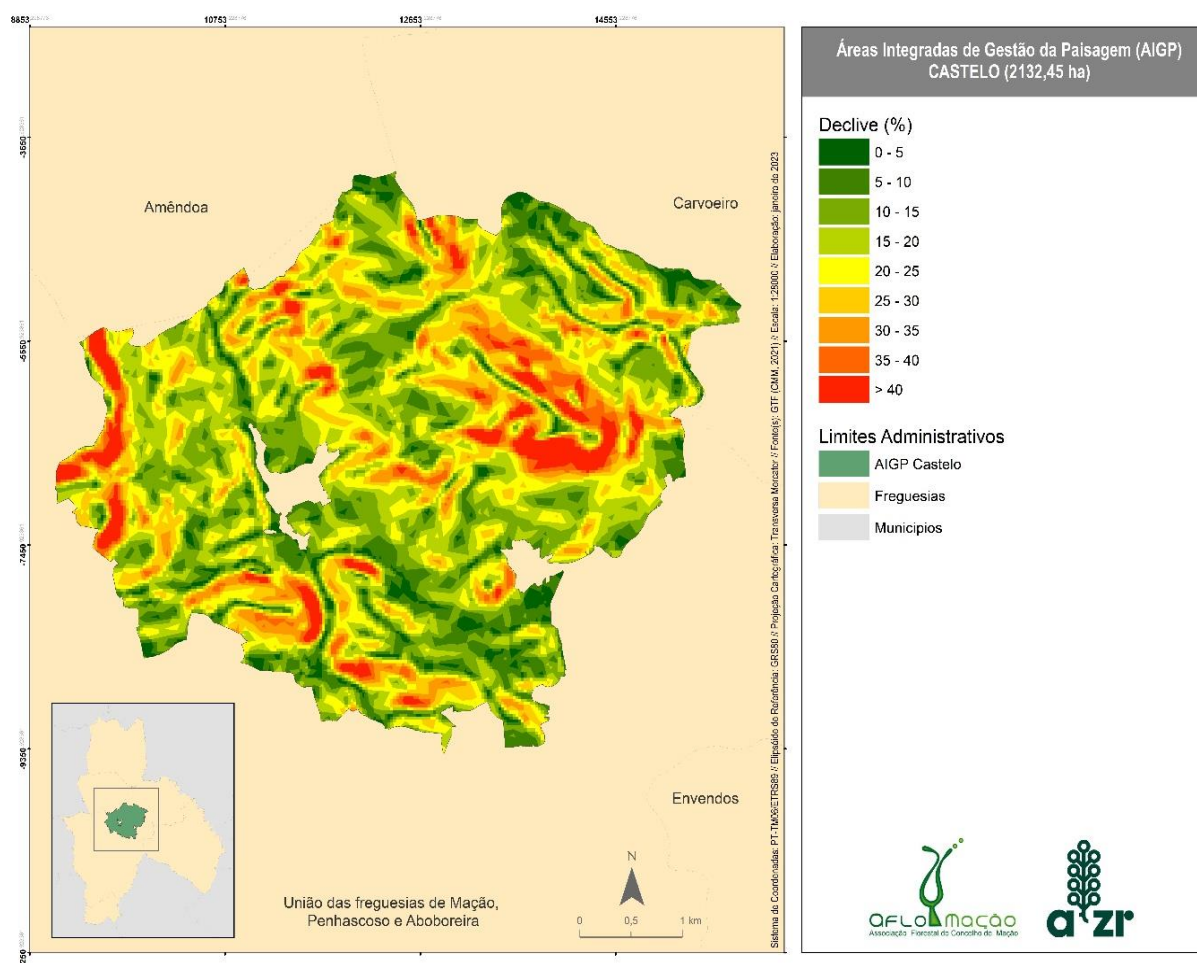 8853
10753
12653
14553
-3650
-5550
-7450
-9350
250
Amêndoa
Carvoeiro
Envendos
União das freguesias de Mação,
Penhascoso e Aboboreira
N
0 0,5 1 km
Sistema de Coordenadas: PT-TM06/ETRS89 // Elipsóide de Referência: GRS80 // Projeção Cartográfica: Transversa Mercator // Fonte(s): GTF (CMM, 2021) // Escala: 1:28000 // Elaboração: janeiro de 2023
Áreas Integradas de Gestão da Paisagem (AIGP)
CASTELO (2132,45 ha)
Declive (%)
0 - 5
5 - 10
10 - 15
15 - 20
20 - 25
25 - 30
30 - 35
35 - 40
> 40
Limites Administrativos
AIGP Castelo
Freguesias
Municipios
aflomação
Associação Florestal do Concelho de Mação
azr